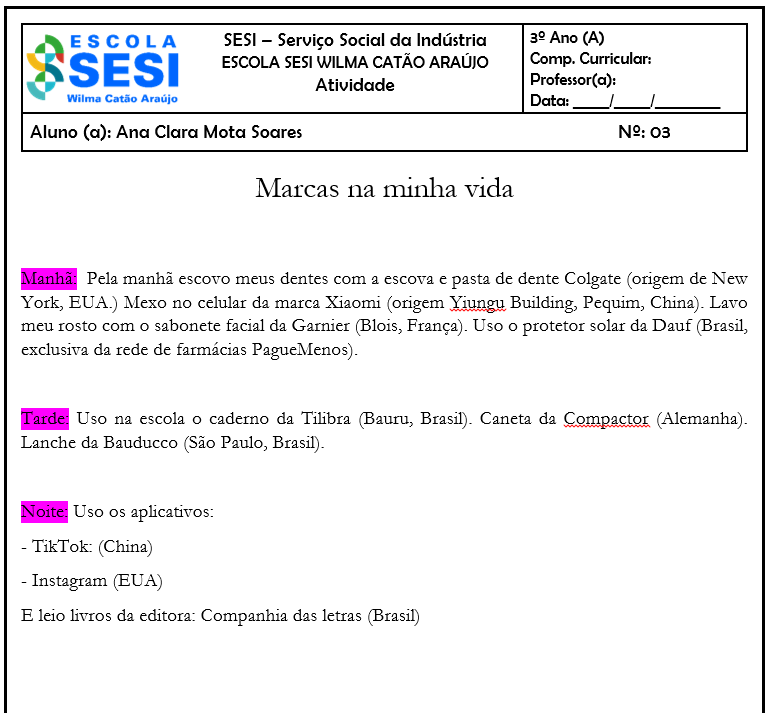 ESCOLA
SESI
Wilma Catão Araújo
SESI – Serviço Social da Indústria
ESCOLA SESI WILMA CATÃO ARAÚJO
Atividade
3º Ano (A)
Comp. Curricular:
Professor(a):
Data: _____/_____/_________
Aluno (a): Ana Clara Mota Soares Nº: 03
Marcas na minha vida
Manhã: Pela manhã escovo meus dentes com a escova e pasta de dente Colgate (origem de New
York, EUA.) Mexo no celular da marca Xiaomi (origem Yiungu Building, Pequim, China). Lavo
meu rosto com o sabonete facial da Garnier (Blois, França). Uso o protetor solar da Dauf (Brasil,
exclusiva da rede de farmácias PagueMenos).
Tarde: Uso na escola o caderno da Tilibra (Bauru, Brasil). Caneta da Compactor (Alemanha).
Lanche da Bauducco (São Paulo, Brasil).
Noite: Uso os aplicativos:
- TikTok: (China)
- Instagram (EUA)
E leio livros da editora: Companhia das letras (Brasil)